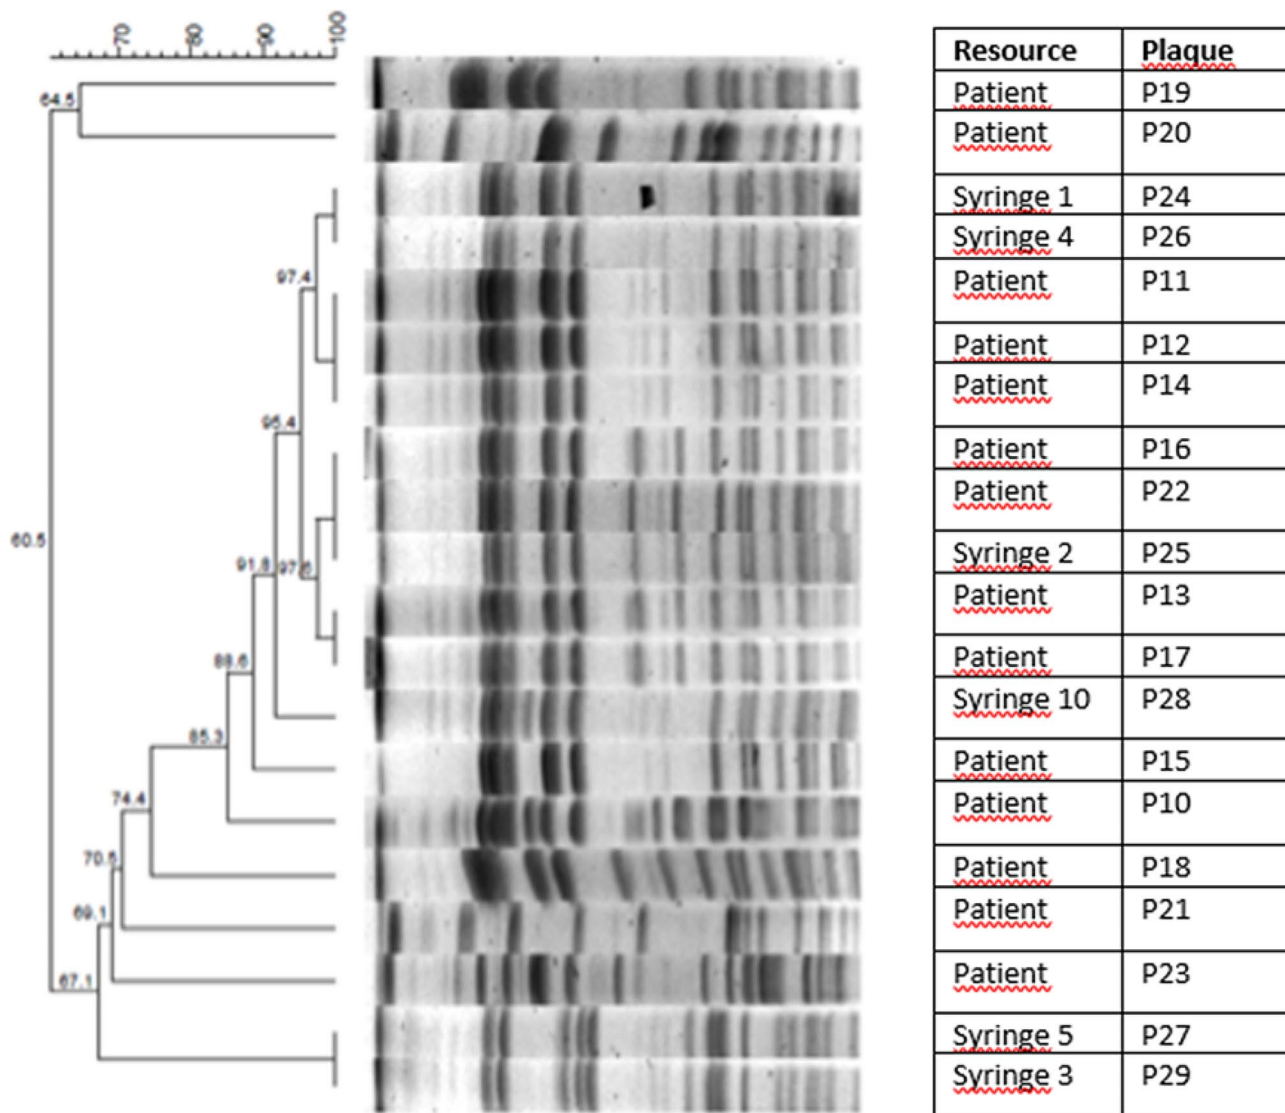 70 80 90 100
Resource Plaque
Patient P19
64.5
Patient P20
Syringe 1 P24
Syringe 4 P26
97.4
Patient P11
Patient P12
Patient P14
95.4
Patient P16
Patient P22
60.5
Syringe 2 P25
91.8 97.6
Patient P13
88.6
Patient P17
Syringe 10 P28
85.3
Patient P15
74.4
Patient P10
70.5
Patient P18
69.1
Patient P21
67.1
Patient P23
Syringe 5 P27
Syringe 3 P29